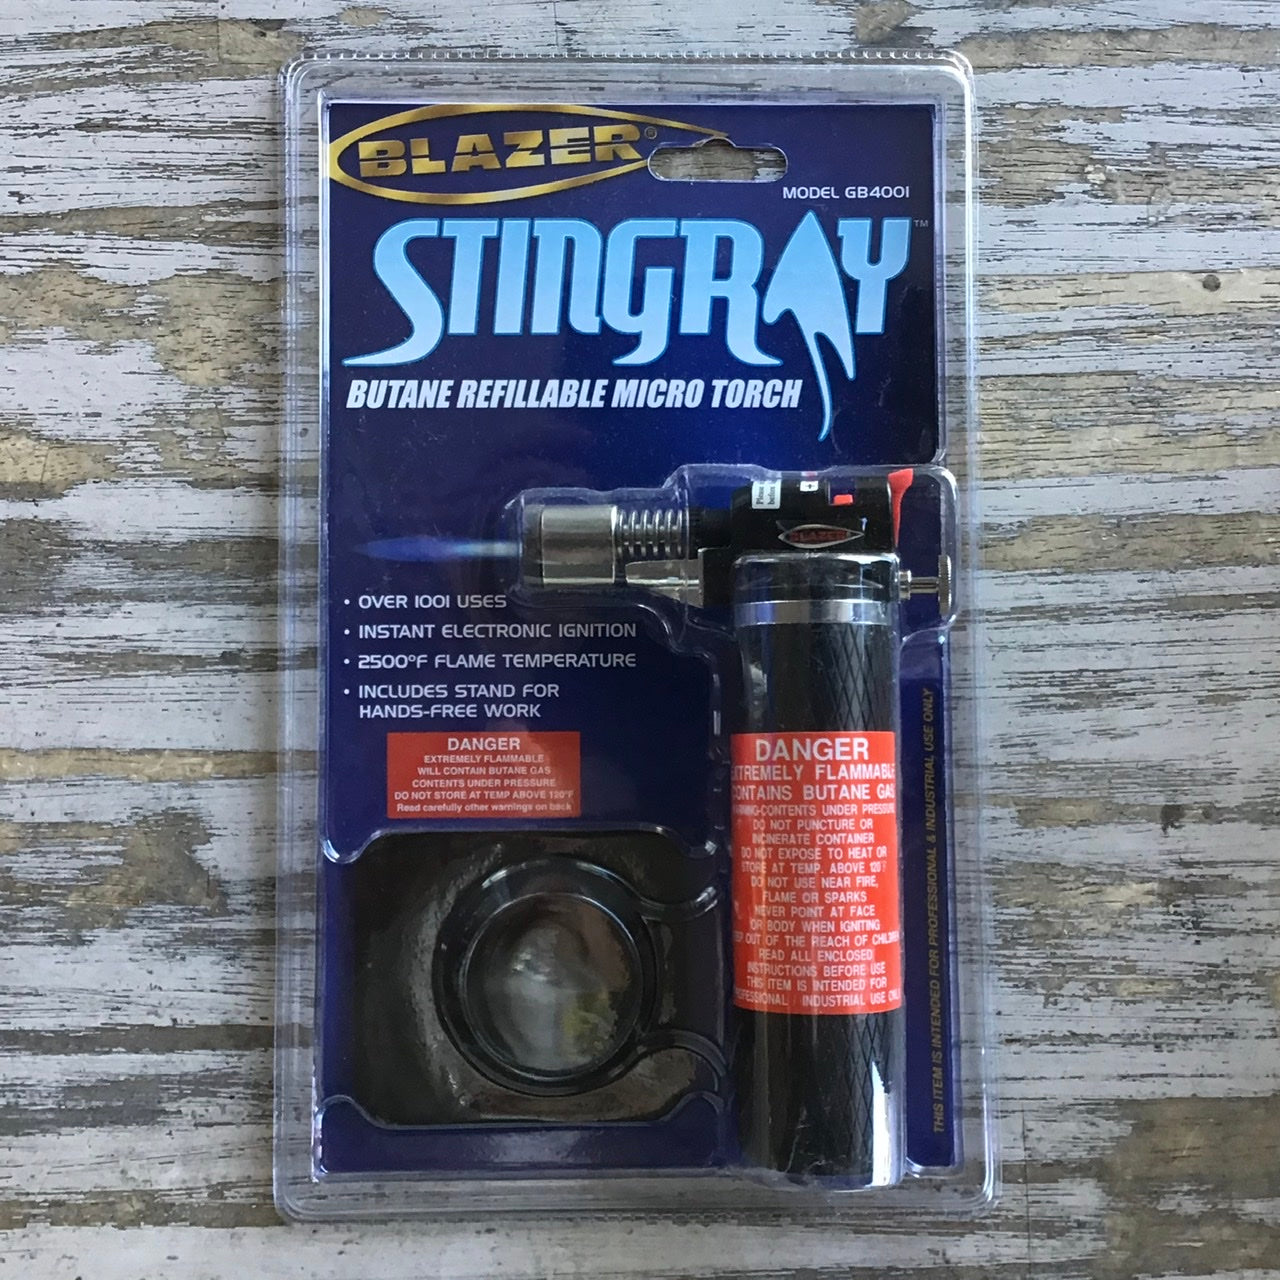 BLAZER®
MODEL GB4001
STINGRAY™
BUTANE REFILLABLE MICRO TORCH
Please
before
BLAZER
• OVER 1001 USES
• INSTANT ELECTRONIC IGNITION
• 2500°F FLAME TEMPERATURE
• INCLUDES STAND FOR
HANDS-FREE WORK
DANGER
EXTREMELY FLAMMABLE
WILL CONTAIN BUTANE GAS
CONTENTS UNDER PRESSURE
DO NOT STORE AT TEMP ABOVE 120°F
Read carefully other warnings on back
DANGER
EXTREMELY FLAMMABLE
CONTAINS BUTANE GAS
WARNING-CONTENTS UNDER PRESSURE
DO NOT PUNCTURE OR
INCINERATE CONTAINER
DO NOT EXPOSE TO HEAT OR
STORE AT TEMP. ABOVE 120°F
DO NOT USE NEAR FIRE,
FLAME OR SPARKS
NEVER POINT AT FACE
OR BODY WHEN IGNITING
KEEP OUT OF THE REACH OF CHILDREN
READ ALL ENCLOSED
INSTRUCTIONS BEFORE USE
THIS ITEM IS INTENDED FOR
PROFESSIONAL / INDUSTRIAL USE ONLY
THIS ITEM IS INTENDED FOR PROFESSIONAL & INDUSTRIAL USE ONLY